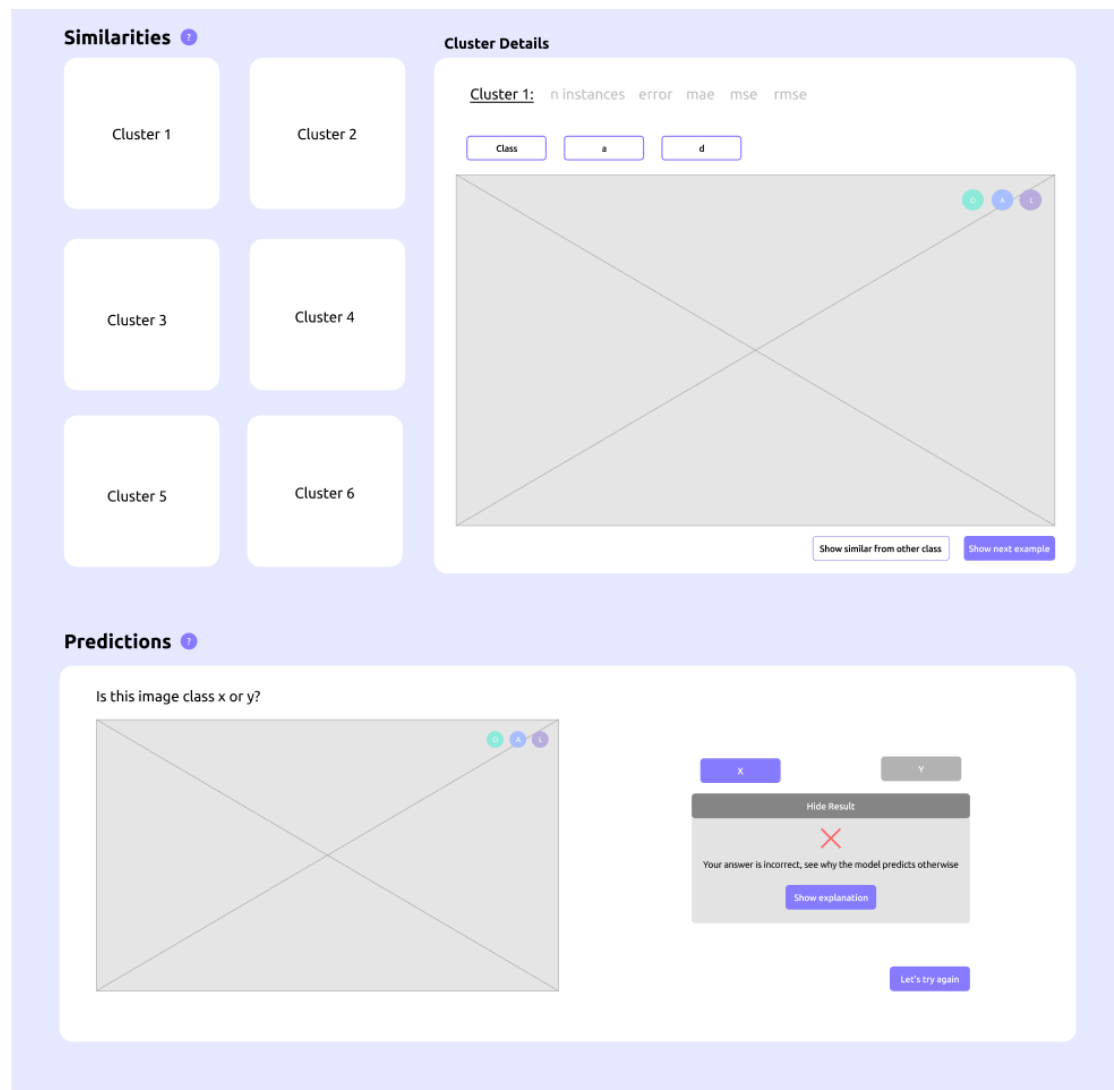 Similarities ?
Cluster 1
Cluster 2
Cluster 3
Cluster 4
Cluster 5
Cluster 6
Cluster Details
Cluster 1: n instances error mae mse rmse
Class a d
O A L
Show similar from other class
Show next example
Predictions ?
Is this image class x or y?
O A L
X Y
Hide Result
Your answer is incorrect, see why the model predicts otherwise
Show explanation
Let's try again